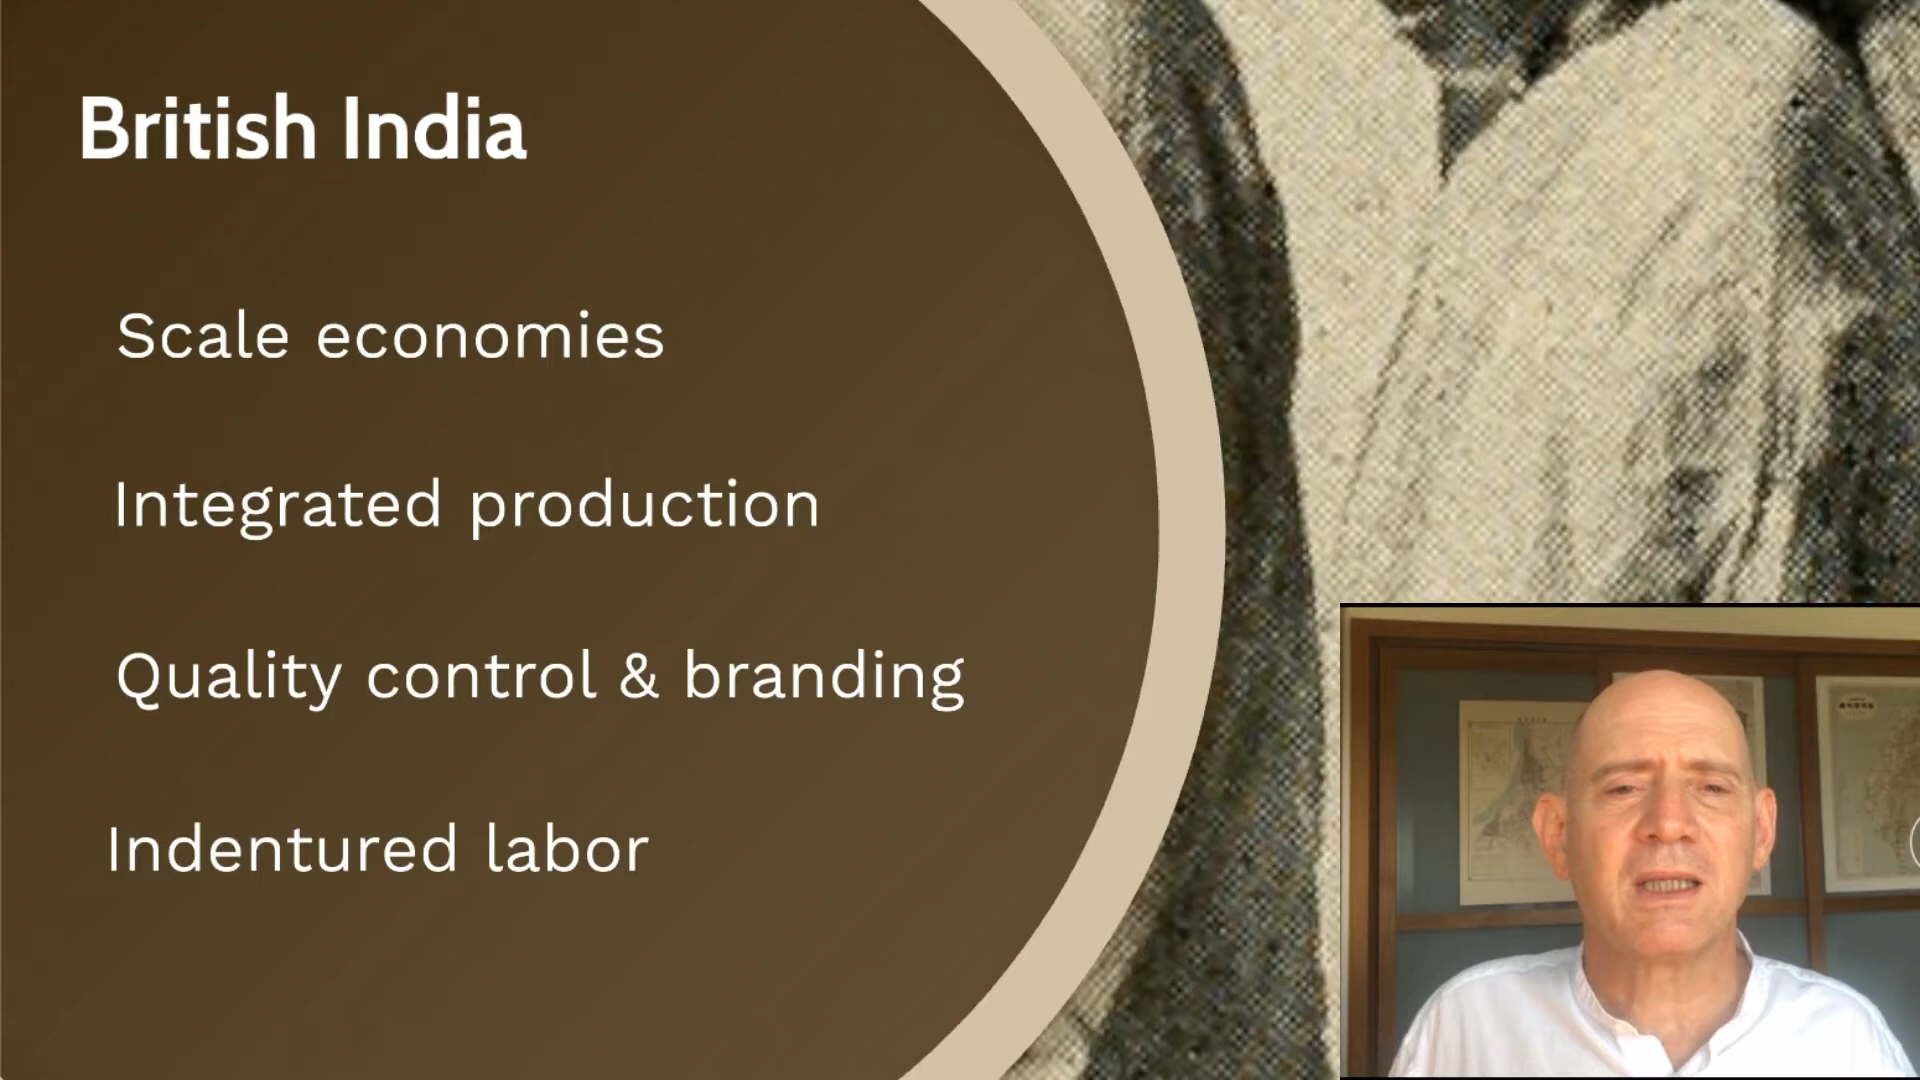 British India
Scale economies
Integrated production
Quality control & branding
Indentured labor